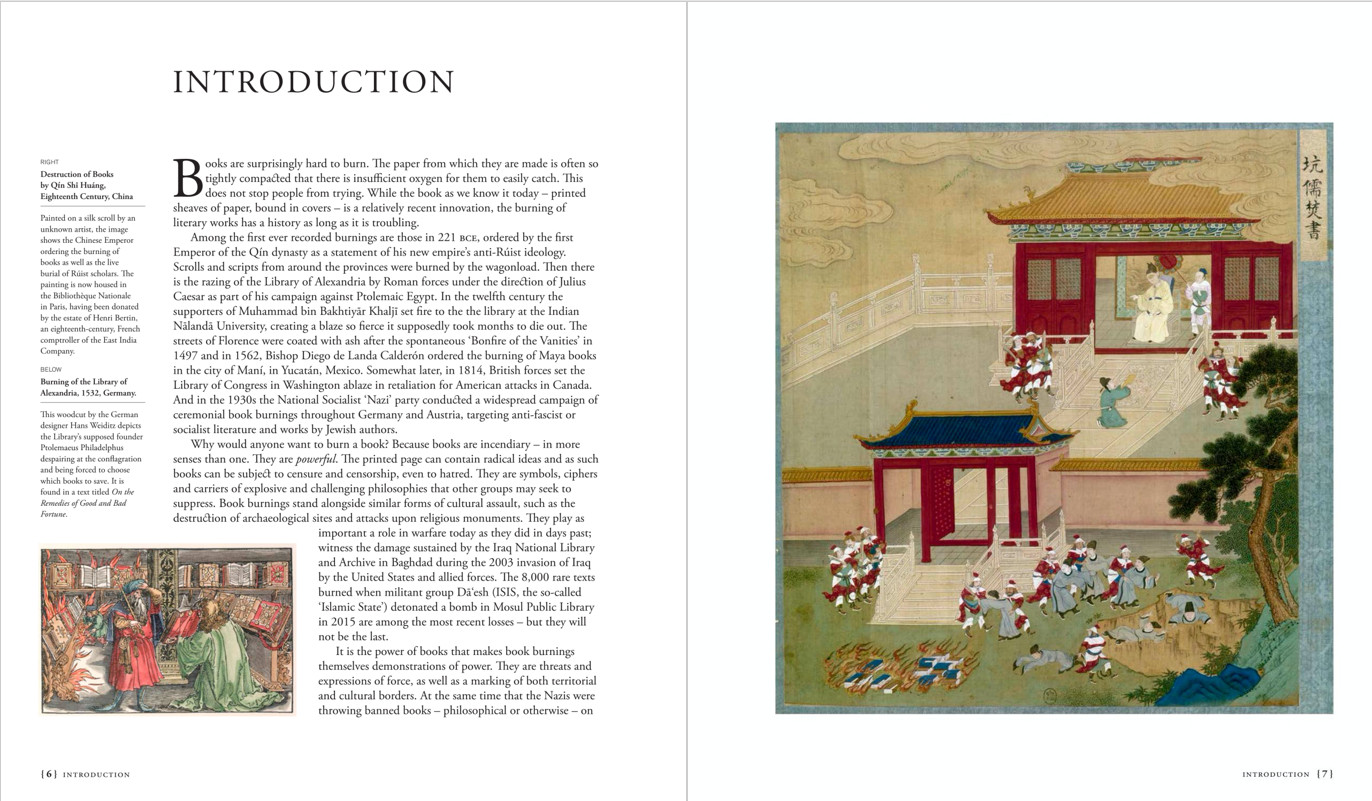 INTRODUCTION
RIGHT
Destruction of Books
by Qín Shǐ Huáng,
Eighteenth Century, China
Painted on a silk scroll by an
unknown artist, the image
shows the Chinese Emperor
ordering the burning of
books as well as the live
burial of Rúist scholars. The
painting is now housed in
the Bibliothèque Nationale
in Paris, having been donated
by the estate of Henri Bertin,
an eighteenth-century, French
comptroller of the East India
Company.
BELOW
Burning of the Library of
Alexandria, 1532, Germany.
This woodcut by the German
designer Hans Weiditz depicts
the Library's supposed founder
Ptolemaeus Philadelphus
despairing at the conflagration
and being forced to choose
which books to save. It is
found in a text titled On the
Remedies of Good and Bad
Fortune.
Books are surprisingly hard to burn. The paper from which they are made is often so
tightly compacted that there is insufficient oxygen for them to easily catch. This
does not stop people from trying. While the book as we know it today – printed
sheaves of paper, bound in covers – is a relatively recent innovation, the burning of
literary works has a history as long as it is troubling.
Among the first ever recorded burnings are those in 221 BCE, ordered by the first
Emperor of the Qín dynasty as a statement of his new empire's anti-Rúist ideology.
Scrolls and scripts from around the provinces were burned by the wagonload. Then there
is the razing of the Library of Alexandria by Roman forces under the direction of Julius
Caesar as part of his campaign against Ptolemaic Egypt. In the twelfth century the
supporters of Muhammad bin Bakhtiyār Khaljī set fire to the the library at the Indian
Nālandā University, creating a blaze so fierce it supposedly took months to die out. The
streets of Florence were coated with ash after the spontaneous 'Bonfire of the Vanities' in
1497 and in 1562, Bishop Diego de Landa Calderón ordered the burning of Maya books
in the city of Maní, in Yucatán, Mexico. Somewhat later, in 1814, British forces set the
Library of Congress in Washington ablaze in retaliation for American attacks in Canada.
And in the 1930s the National Socialist 'Nazi' party conducted a widespread campaign of
ceremonial book burnings throughout Germany and Austria, targeting anti-fascist or
socialist literature and works by Jewish authors.
Why would anyone want to burn a book? Because books are incendiary – in more
senses than one. They are powerful. The printed page can contain radical ideas and as such
books can be subject to censure and censorship, even to hatred. They are symbols, ciphers
and carriers of explosive and challenging philosophies that other groups may seek to
suppress. Book burnings stand alongside similar forms of cultural assault, such as the
destruction of archaeological sites and attacks upon religious monuments. They play as
important a role in warfare today as they did in days past;
witness the damage sustained by the Iraq National Library
and Archive in Baghdad during the 2003 invasion of Iraq
by the United States and allied forces. The 8,000 rare texts
burned when militant group Dā'esh (ISIS, the so-called
'Islamic State') detonated a bomb in Mosul Public Library
in 2015 are among the most recent losses – but they will
not be the last.
It is the power of books that makes book burnings
themselves demonstrations of power. They are threats and
expressions of force, as well as a marking of both territorial
and cultural borders. At the same time that the Nazis were
throwing banned books – philosophical or otherwise – on
{ 6 } INTRODUCTION
坑儒焚書
INTRODUCTION { 7 }